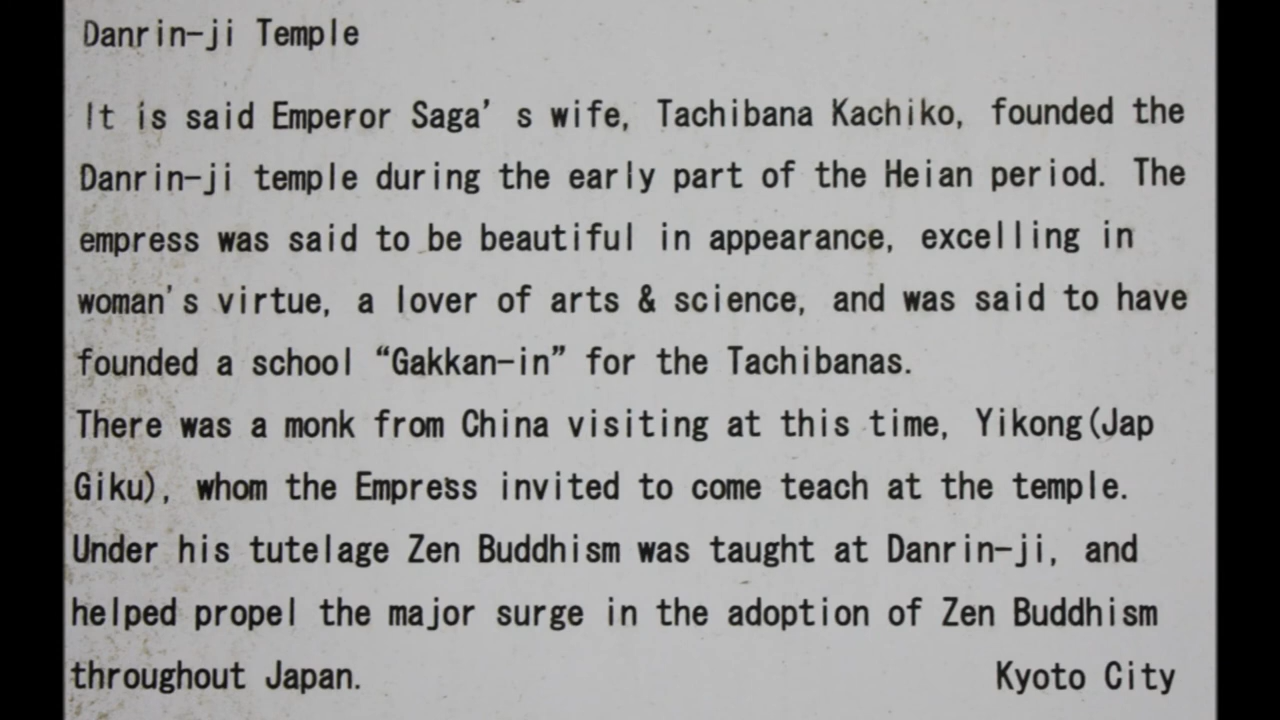 Danrin-ji Temple
It is said Emperor Saga's wife, Tachibana Kachiko, founded the
Danrin-ji temple during the early part of the Heian period. The
empress was said to be beautiful in appearance, excelling in
woman's virtue, a lover of arts & science, and was said to have
founded a school “Gakkan-in” for the Tachibanas.
There was a monk from China visiting at this time, Yikong(Jap
Giku), whom the Empress invited to come teach at the temple.
Under his tutelage Zen Buddhism was taught at Danrin-ji, and
helped propel the major surge in the adoption of Zen Buddhism
throughout Japan. Kyoto City